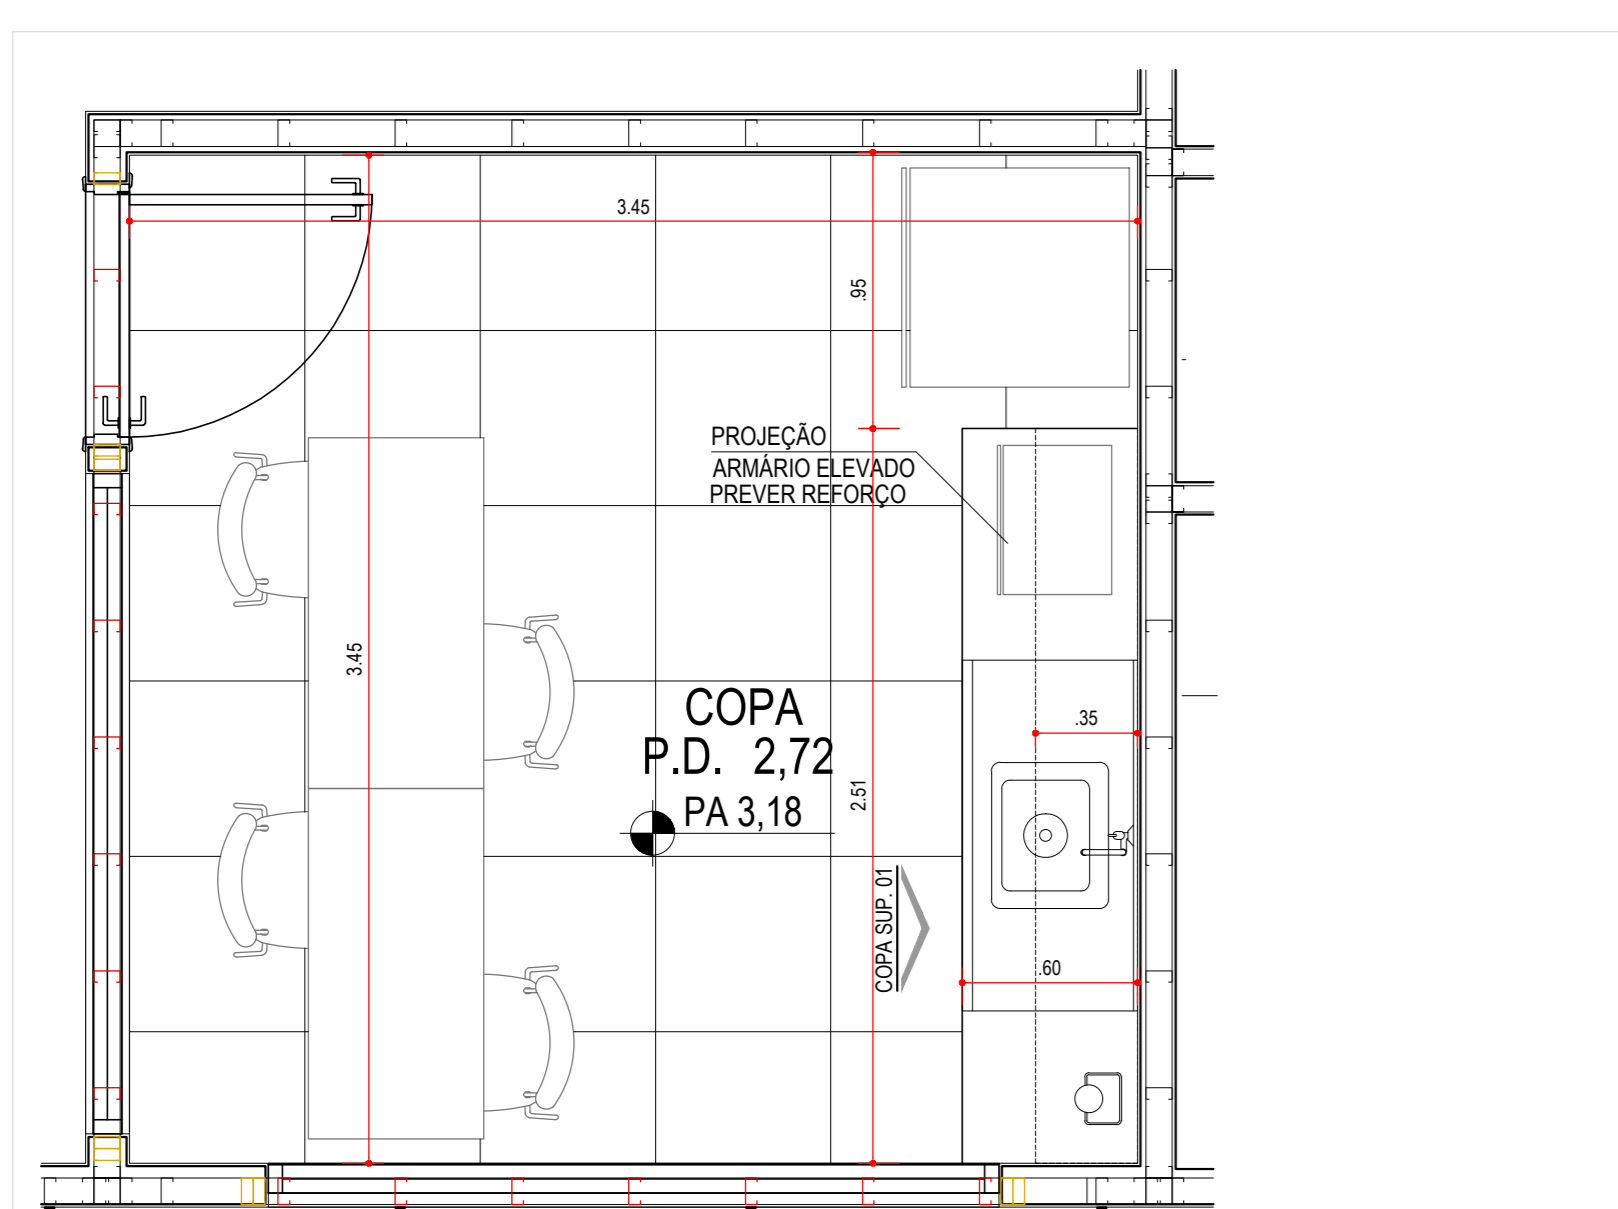 3.45
.95
PROJEÇÃO
ARMÁRIO ELEVADO
PREVER REFORÇO
3.45
COPA
P.D. 2,72
PA 3,18
.35
2.51
COPA SUP. 01
.60